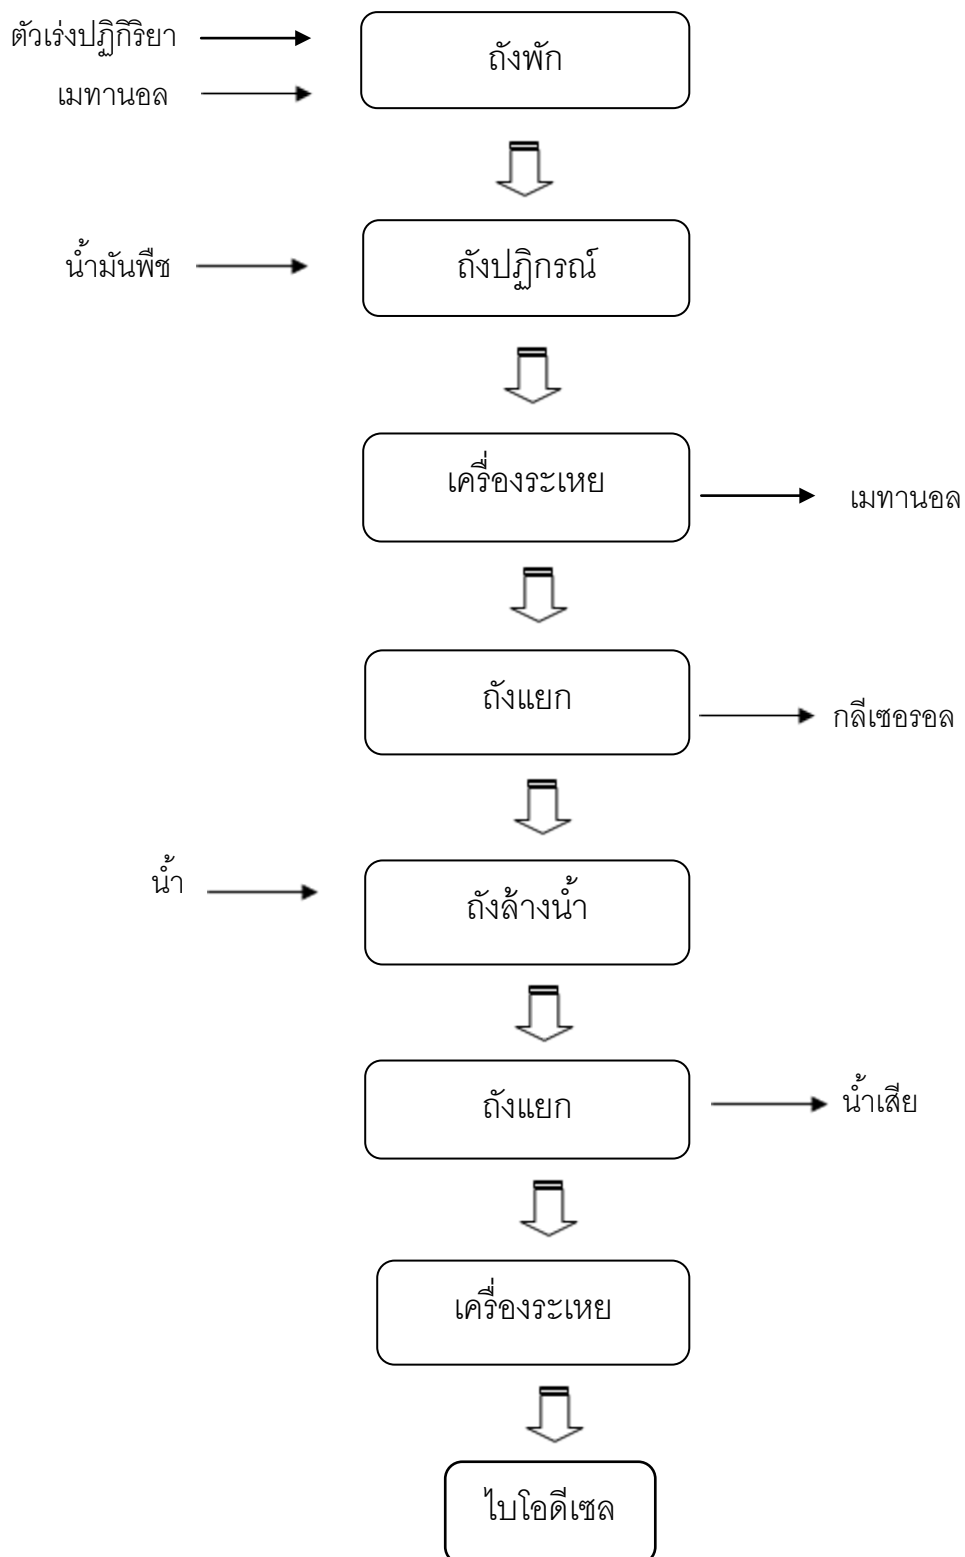 ตัวเร่งปฏิกิริยา
ถังพัก
เมทานอล
น้ำมันพืช
ถังปฏิกรณ์
เครื่องระเหย
เมทานอล
ถังแยก
กลีเซอรอล
น้ำ
ถังล้างน้ำ
ถังแยก
น้ำเสีย
เครื่องระเหย
ไบโอดีเซล